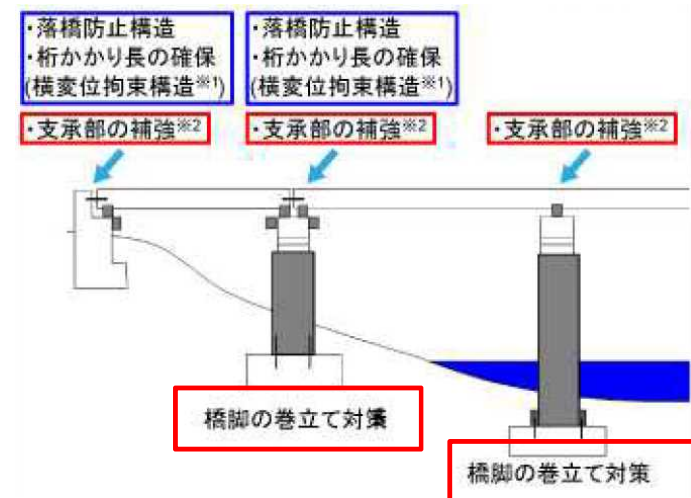 ・落橋防止構造
・桁かかり長の確保
(横変位拘束構造※1)
・支承部の補強※2
・落橋防止構造
・桁かかり長の確保
(横変位拘束構造※1)
・支承部の補強※2
・支承部の補強※2
橋脚の巻立て対策
橋脚の巻立て対策